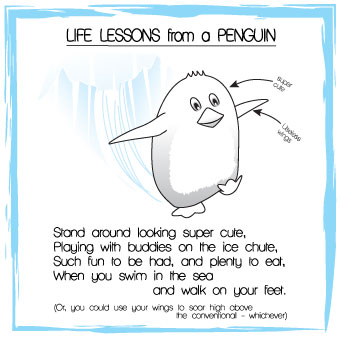 LIFE LESSONS from a PENGUIN
super
cute
Useless
wings
Stand around looking super cute,
Playing with buddies on the ice chute,
Such fun to be had, and plenty to eat,
When you swim in the sea
and walk on your feet.
(Or, you could use your wings to soar high above
the conventional - whichever)